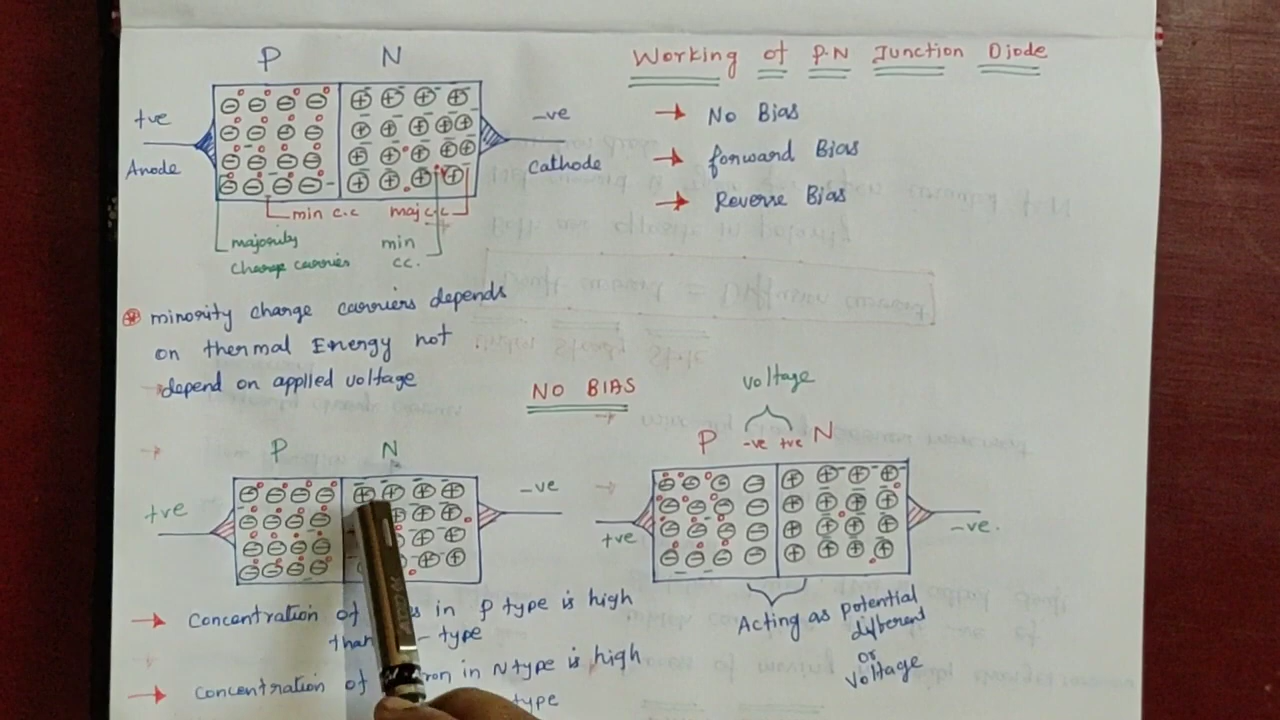 P N
Working of P-N Junction Diode
+ve
-ve
Anode
Cathode
→ No Bias
→ forward Bias
→ Reverse Bias
min c.c maj c.c
majority
charge carrier
min
cc.
minority charge carriers depends
on thermal Energy not
depend on applied voltage
NO BIAS
voltage
P N
P -ve +ve N
+ve
-ve
+ve
-ve.
→ Concentration of in P type is high
than - type
→ Concentration of in N type is high
type
Acting as potential
different
or
voltage